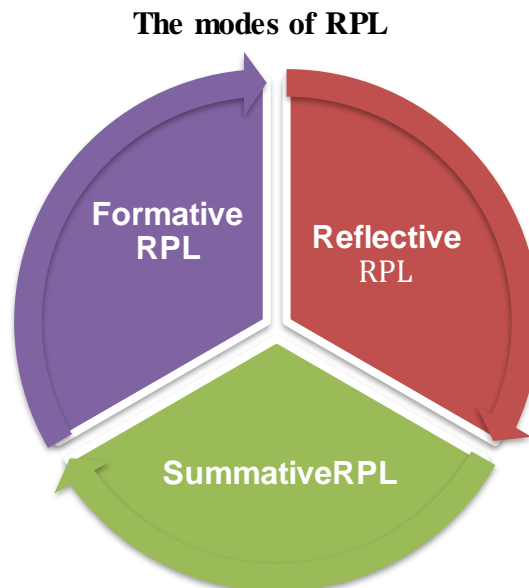 The modes of RPL
Formative
RPL
Reflective
RPL
SummativeRPL